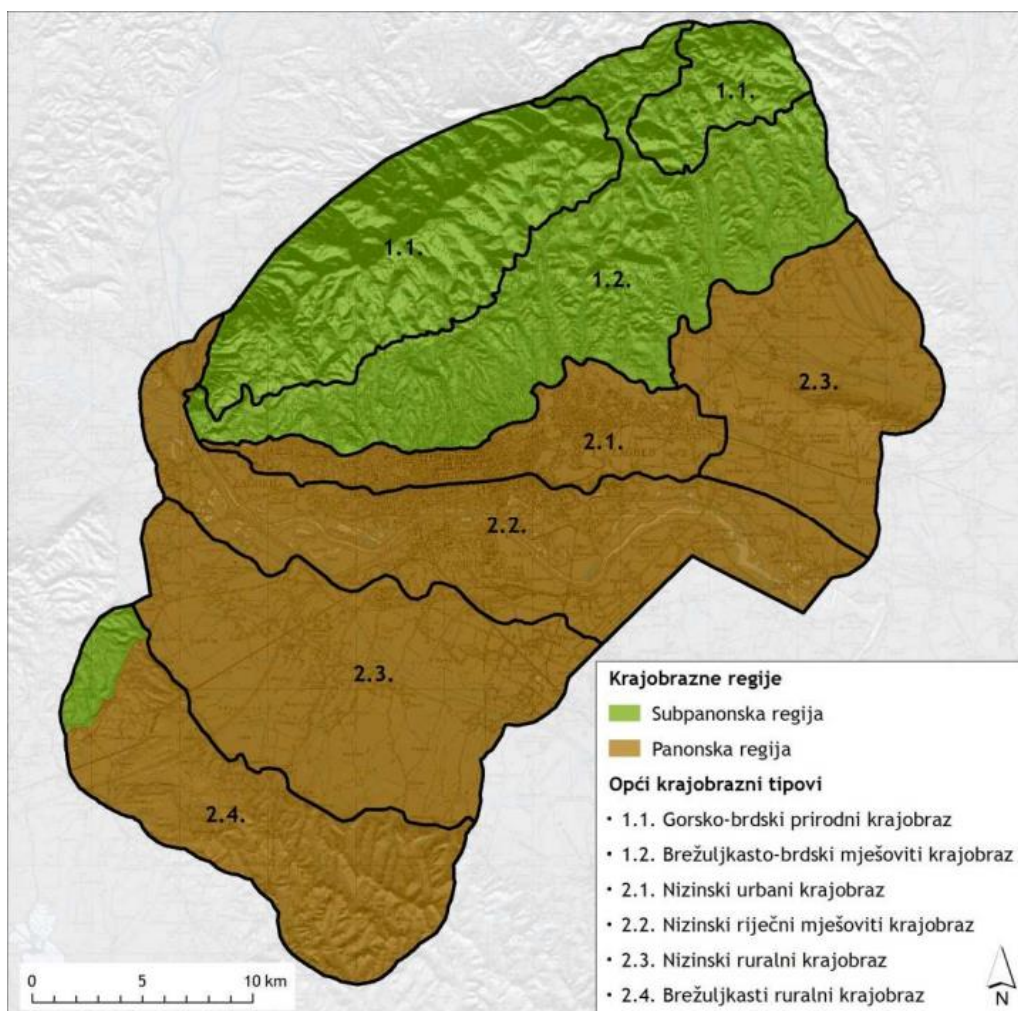 1.1.
1.1.
1.2.
2.3.
2.1.
2.2.
2.3.
2.4.
Krajobrazne regije
Subpanonska regija
Panonska regija
Opći krajobrazni tipovi
• 1.1. Gorsko-brdski prirodni krajobraz
• 1.2. Brežuljkasto-brdski mješoviti krajobraz
• 2.1. Nizinski urbani krajobraz
• 2.2. Nizinski riječni mješoviti krajobraz
• 2.3. Nizinski ruralni krajobraz
• 2.4. Brežuljkasti ruralni krajobraz
0 5 10 km
N